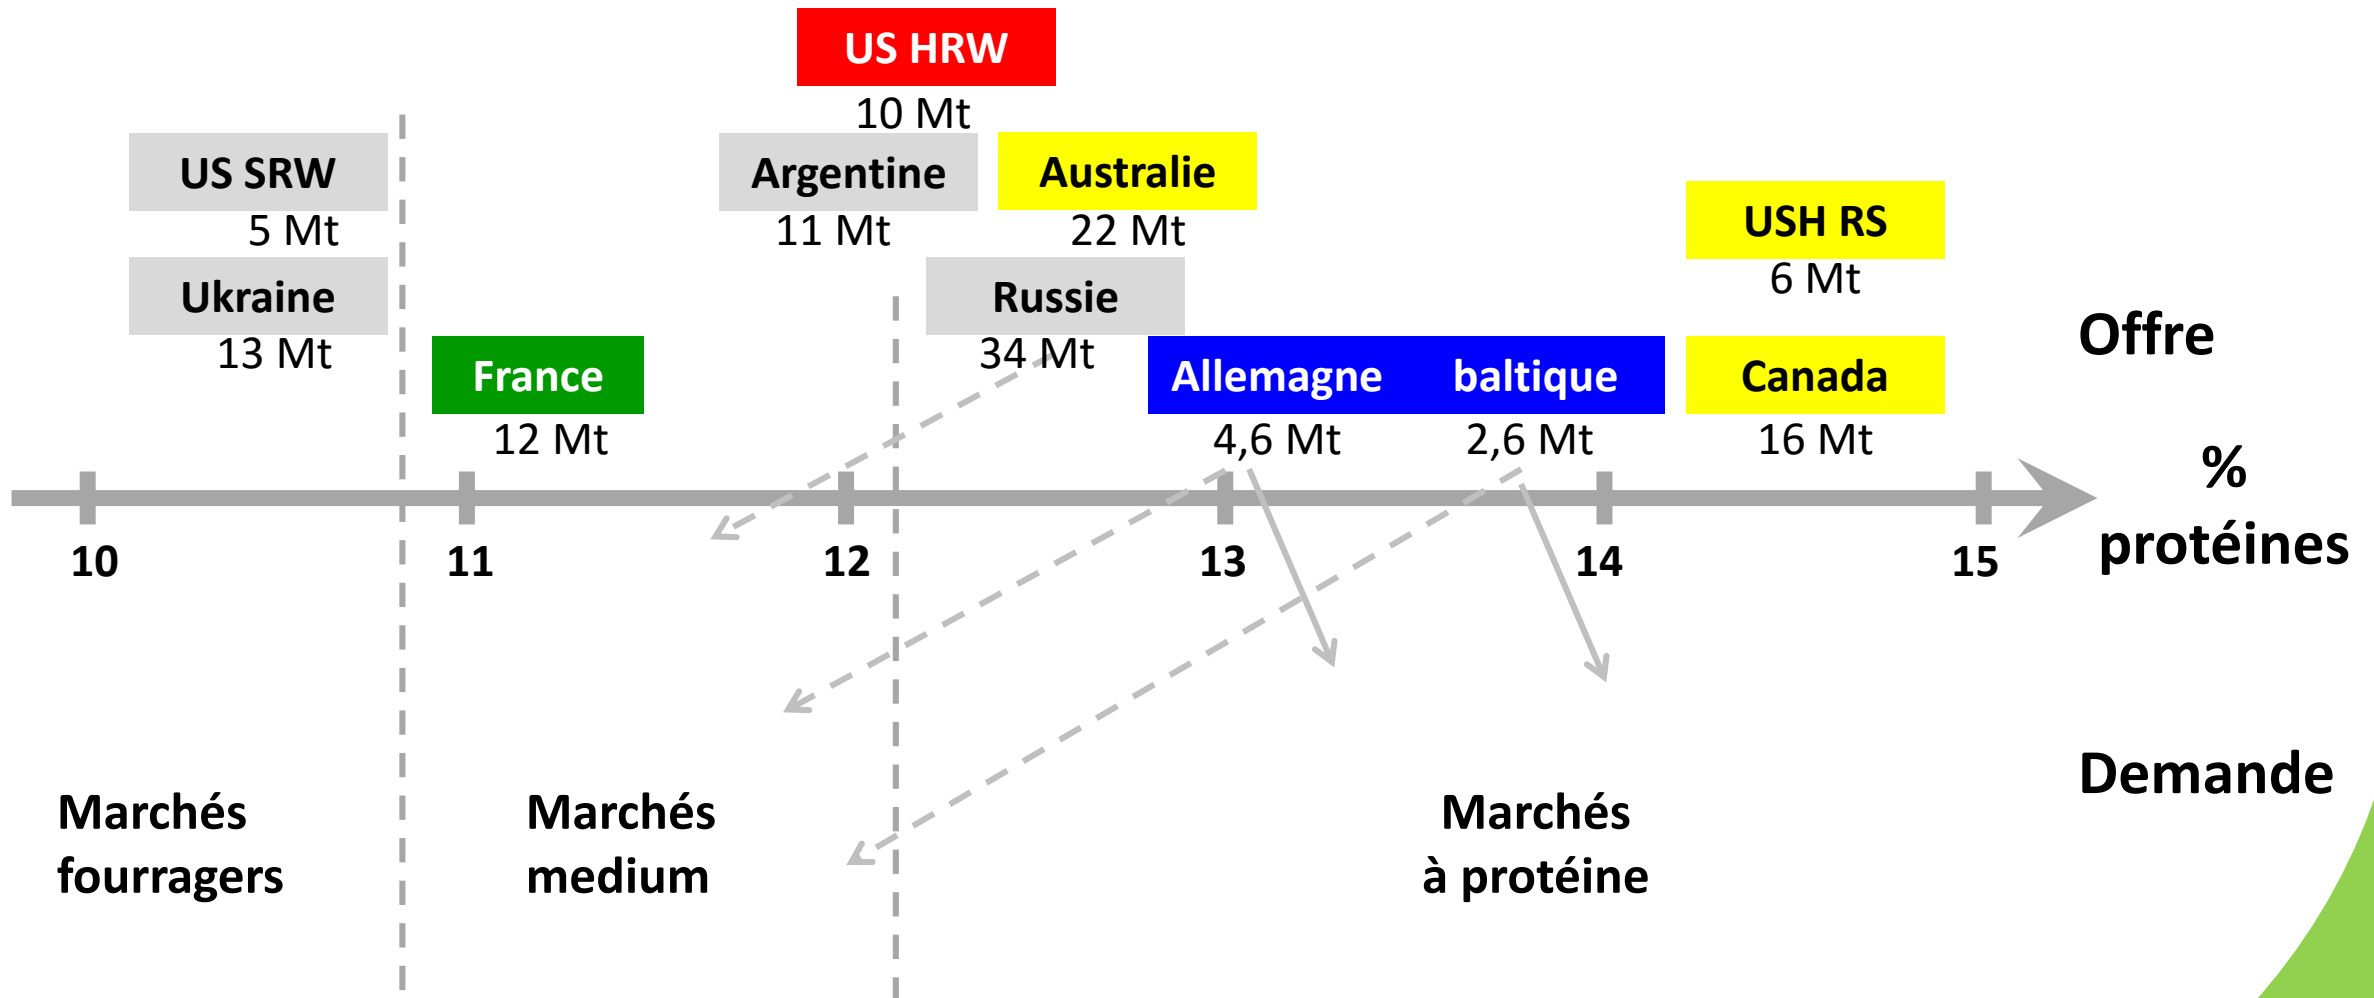 US HRW
10 Mt
US SRW
5 Mt
Argentine
11 Mt
Australie
22 Mt
USH RS
6 Mt
Ukraine
13 Mt
Russie
34 Mt
Offre
France
12 Mt
Allemagne
4,6 Mt
baltique
2,6 Mt
Canada
16 Mt
%
protéines
10
11
12
13
14
15
Demande
Marchés
fourragers
Marchés
medium
Marchés
à protéine